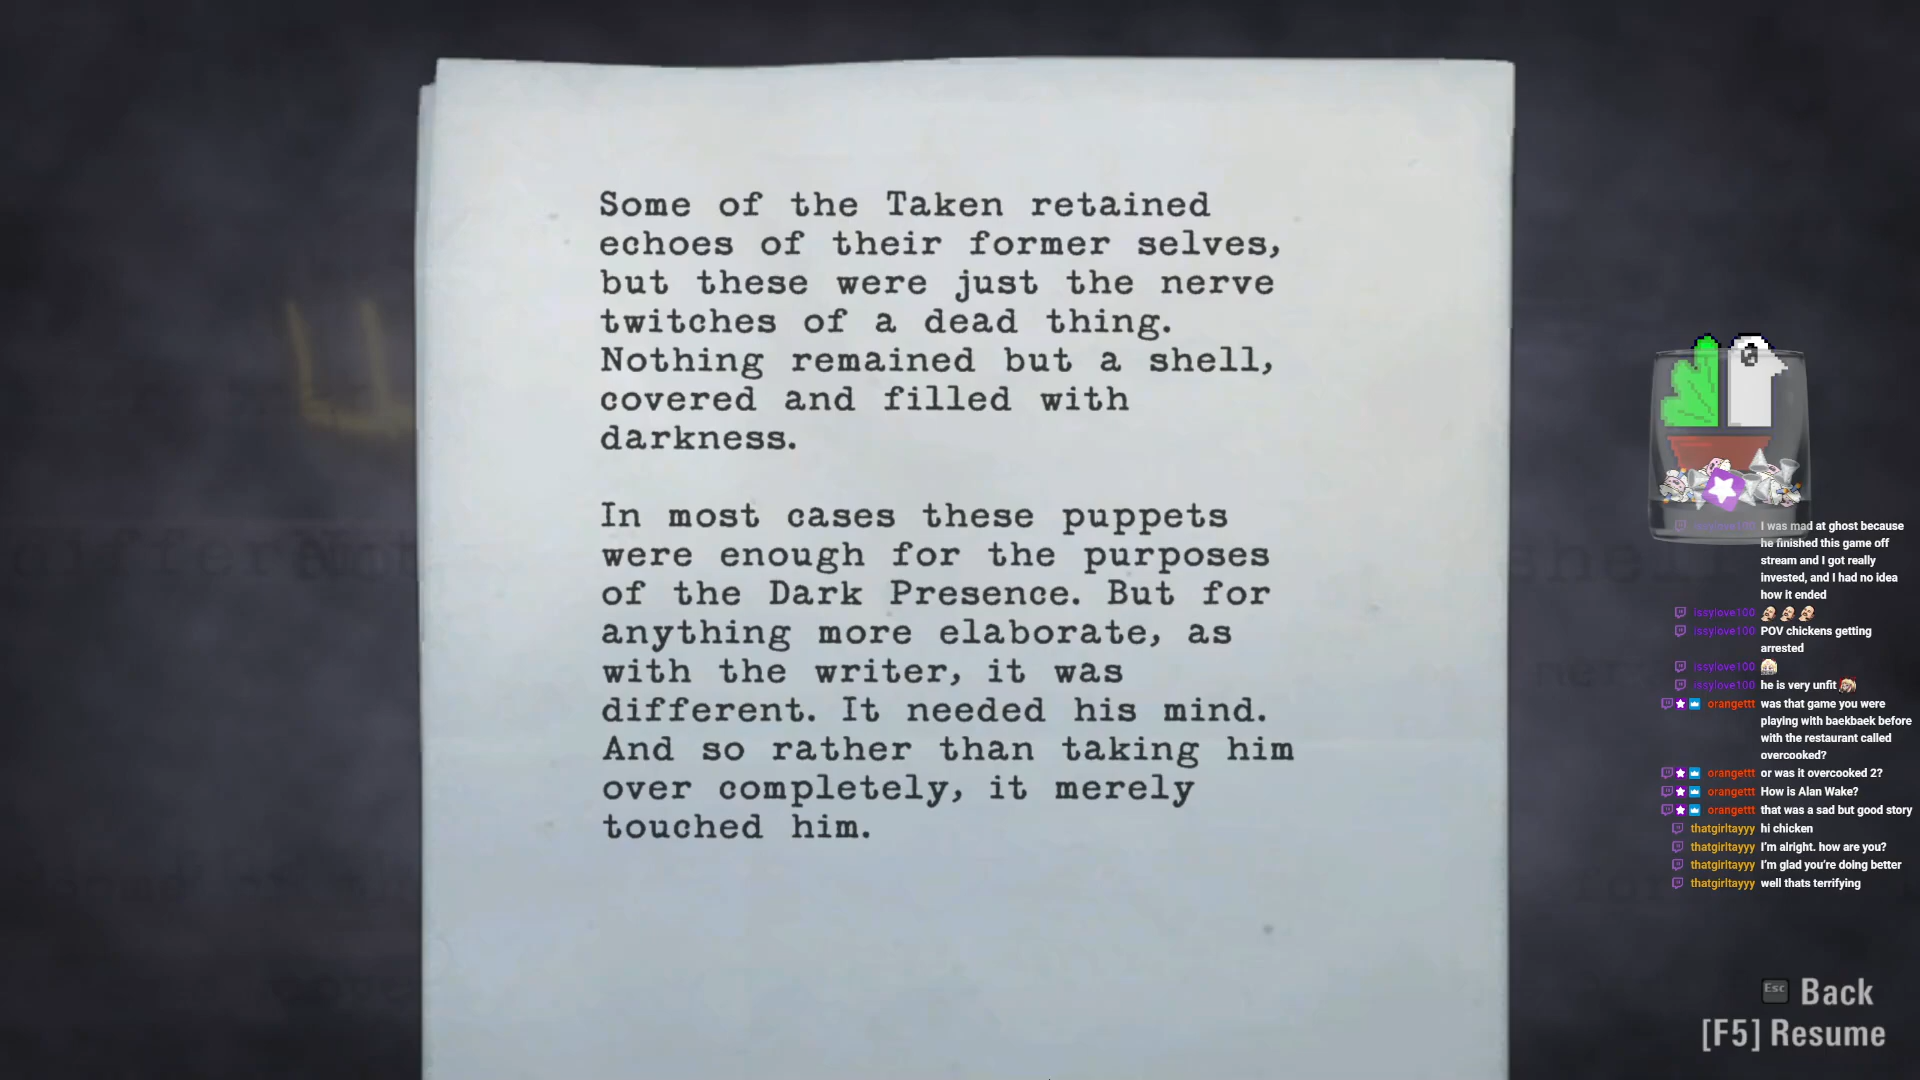 Some of the Taken retained
echoes of their former selves,
but these were just the nerve
twitches of a dead thing.
Nothing remained but a shell,
covered and filled with
darkness.
In most cases these puppets
were enough for the purposes
of the Dark Presence. But for
anything more elaborate, as
with the writer, it was
different. It needed his mind.
And so rather than taking him
over completely, it merely
touched him.
issylove100 I was mad at ghost because
he finished this game off
stream and I got really
invested, and I had no idea
how it ended
issylove100
issylove100 POV chickens getting
arrested
issylove100
issylove100 he is very unfit
orangettt was that game you were
playing with baekbaek before
with the restaurant called
overcooked?
orangettt or was it overcooked 2?
orangettt How is Alan Wake?
orangettt that was a sad but good story
thatgirltayyy hi chicken
thatgirltayyy I'm alright. how are you?
thatgirltayyy I'm glad you're doing better
thatgirltayyy well thats terrifying
Esc Back
[F5] Resume